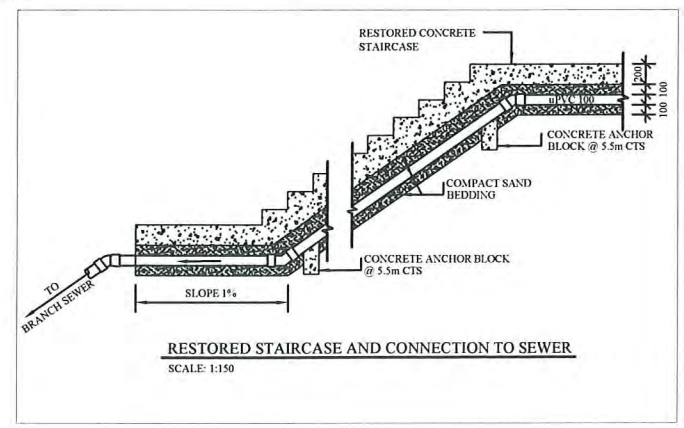 RESTORED CONCRETE
STAIRCASE
200
100
100
uPVC 100
CONCRETE ANCHOR
BLOCK @ 5.5m CTS
COMPACT SAND
BEDDING
CONCRETE ANCHOR BLOCK
@ 5.5m CTS
TO
BRANCH SEWER
SLOPE 1%
RESTORED STAIRCASE AND CONNECTION TO SEWER
SCALE: 1:150